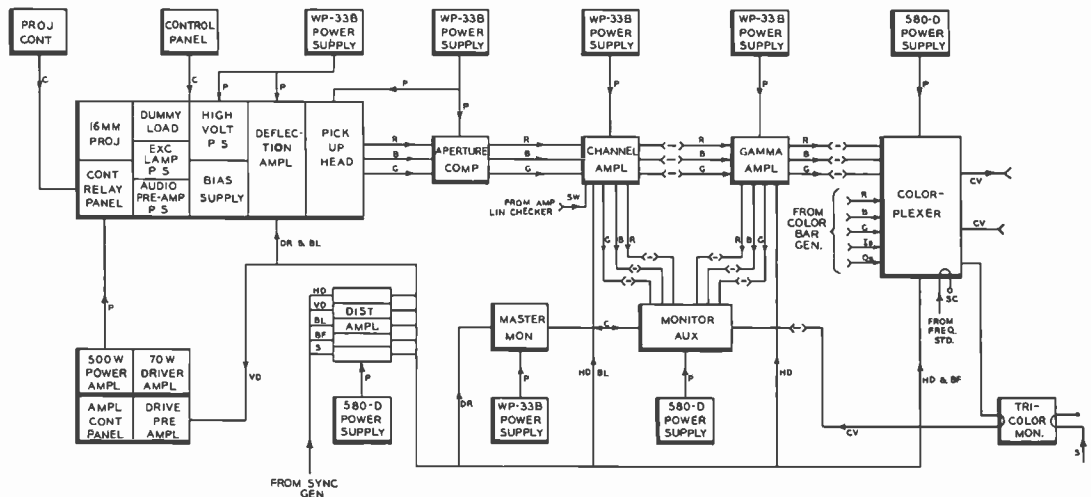 PROJ
CONT
CONTROL
PANEL
WP-33B
POWER
SUPPLY
WP-33B
POWER
SUPPLY
WP-33B
POWER
SUPPLY
WP-33B
POWER
SUPPLY
580-D
POWER
SUPPLY
C
C
P
P
P
P
P
P
P
16MM
PROJ
DUMMY
LOAD
EXC
LAMP
P S
AUDIO
PRE-AMP
P S
CONT
RELAY
PANEL
HIGH
VOLT
P S
BIAS
SUPPLY
DEFLEC-
TION
AMPL
PICK
UP
HEAD
R
B
G
APERTURE
COMP
R
B
G
CHANNEL
AMPL
R
B
G
GAMMA
AMPL
R
B
G
COLOR-
PLEXER
CV
CV
FROM AMP
LIN CHECKER
SW
G
B
R
R
B
G
FROM
COLOR
BAR
GEN.
R
B
G
SC
FROM
FREQ.
STD.
DR & BL
P
VD
HD
VD
BL
BF
S
DIST
AMPL
P
MASTER
MON
C
MONITOR
AUX
HD
BL
HD
HD & BF
P
P
DR
500W
POWER
AMPL
70W
DRIVER
AMPL
AMPL
CONT
PANEL
DRIVE
PRE
AMPL
580-D
POWER
SUPPLY
WP-33B
POWER
SUPPLY
580-D
POWER
SUPPLY
CV
TRI-
COLOR
MON.
S
FROM SYNC
GEN